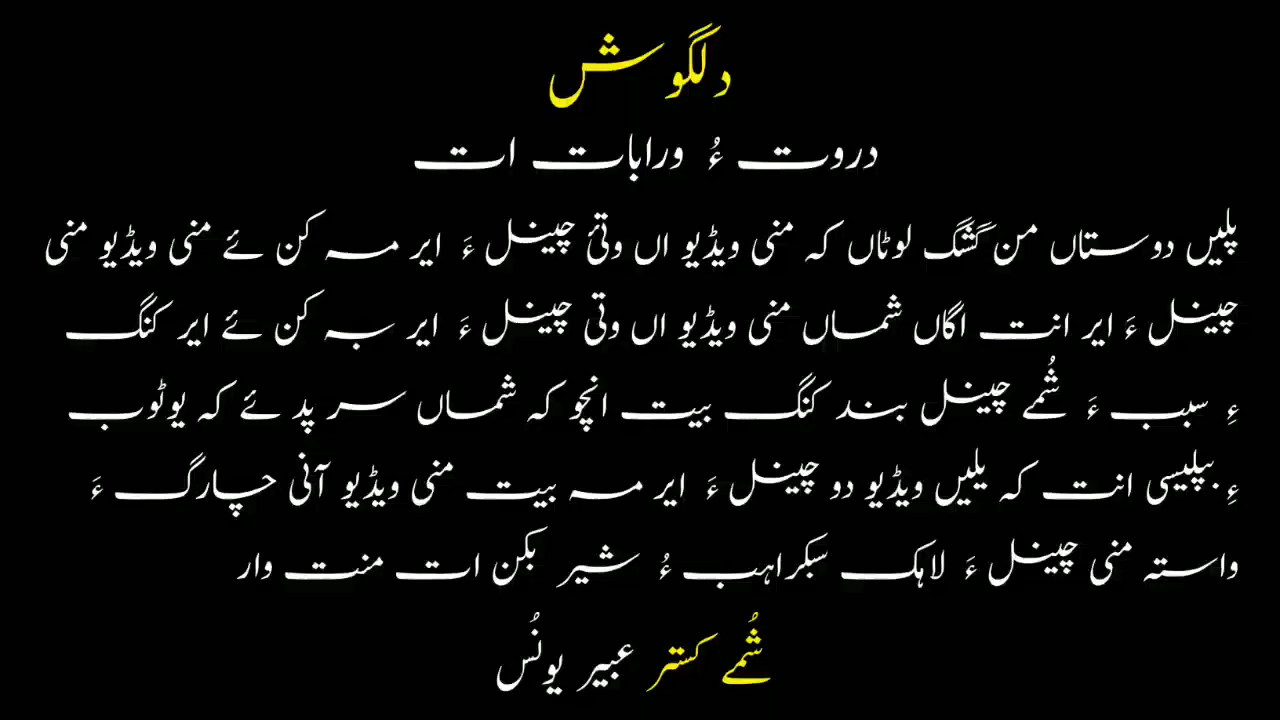 دلگوش
دروت ءُ ورابات ات
پلیں دوستاں من گشگ لوٹاں کہ منی ویڈیو اں وتئ چینل ءَ ایر مہ کن ئے منی ویڈیو منی
چینل ءَ ایر انت اگاں شماں منی ویڈیو اں وتی چینل ءَ ایر بہ کن ئے ایر کنگ
ءِ سبب ءَ شُمے چینل بند کنگ بیت انچو کہ شماں سر پد ئے کہ یوٹوب
ءِ بپلیسی انت کہ یلیں ویڈیو دو چینل ءَ ایر مہ بیت منی ویڈیو آنی چارگ ءَ
واستہ منی چینل ءَ لاہک سبکراہب ءُ شیر بکن ات منت وار
شُمے کستر عبیر یونُس